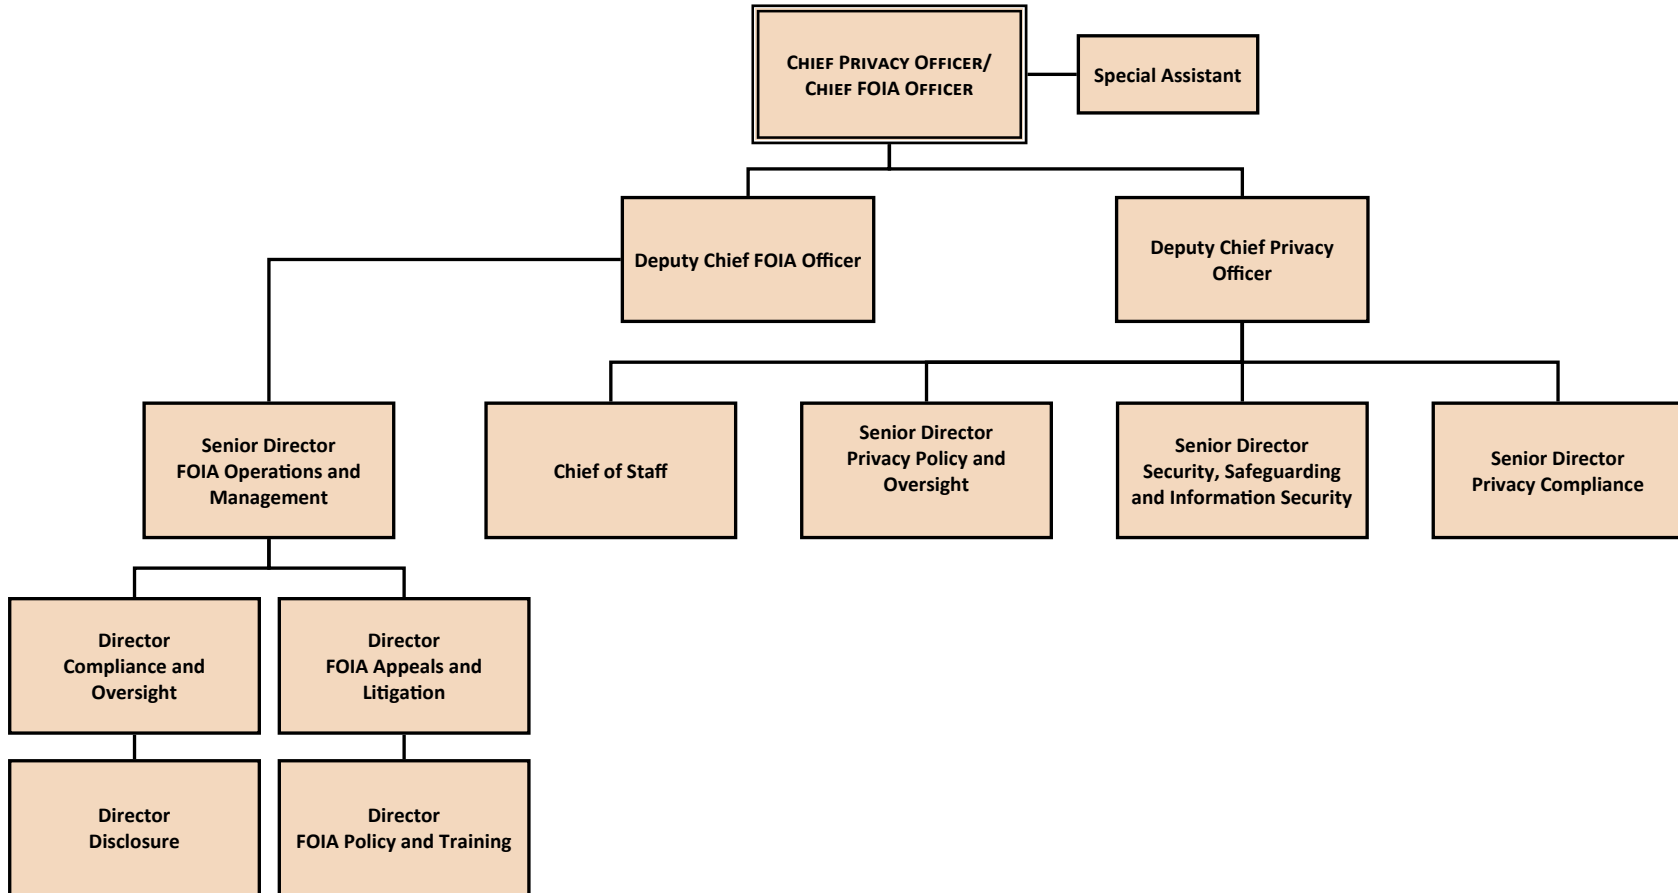 CHIEF PRIVACY OFFICER/
CHIEF FOIA OFFICER
Special Assistant
Deputy Chief FOIA Officer
Deputy Chief Privacy
Officer
Senior Director
FOIA Operations and
Management
Chief of Staff
Senior Director
Privacy Policy and
Oversight
Senior Director
Security, Safeguarding
and Information Security
Senior Director
Privacy Compliance
Director
Compliance and
Oversight
Director
FOIA Appeals and
Litigation
Director
Disclosure
Director
FOIA Policy and Training